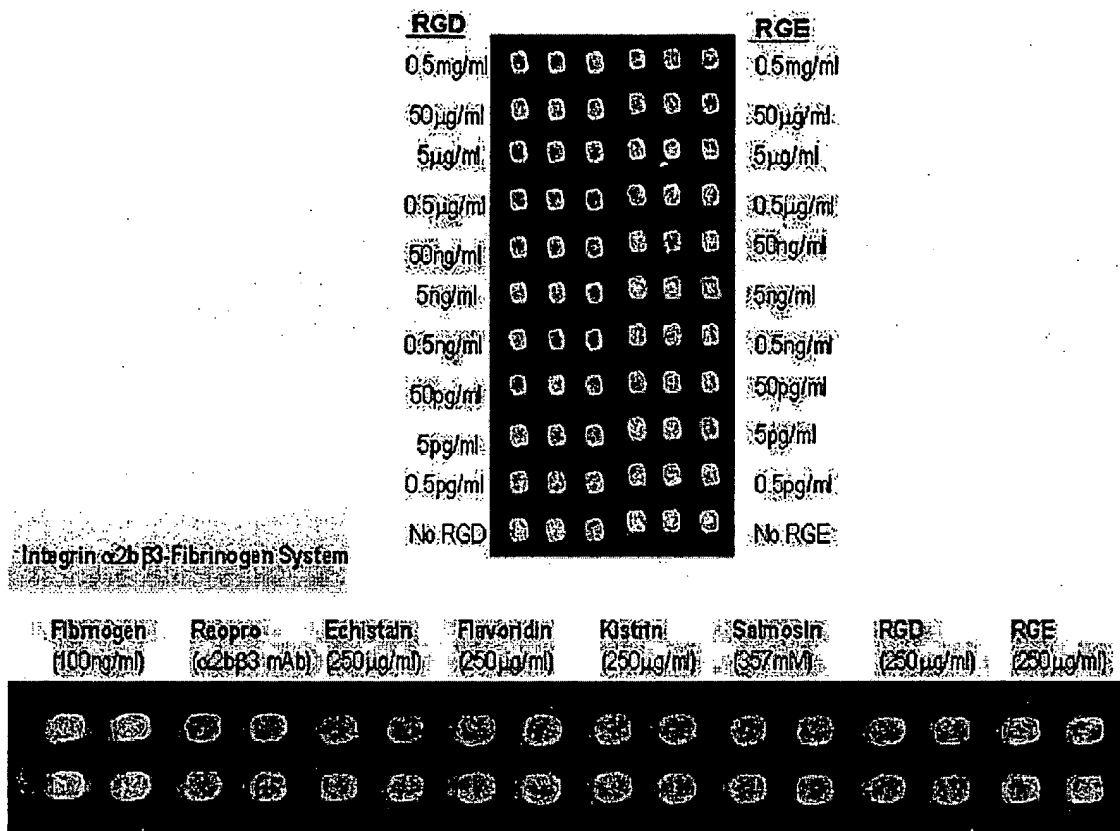 RGD
RGE
0.5mg/ml
0.5mg/ml
50µg/ml
50µg/ml
5µg/ml
5µg/ml
0.5µg/ml
0.5µg/ml
50ng/ml
50ng/ml
5ng/ml
5ng/ml
0.5ng/ml
0.5ng/ml
50pg/ml
50pg/ml
5pg/ml
5pg/ml
0.5pg/ml
0.5pg/ml
No RGD
No RGE
Integrin α2bβ3-Fibrinogen System
Fibrinogen Reopro Echistain Flavoridin Kistrin Salmosin RGD RGE
(100ng/ml) (α2bβ3 mAb) (250µg/ml) (250µg/ml) (250µg/ml) (357mM) (250µg/ml) (250µg/ml)